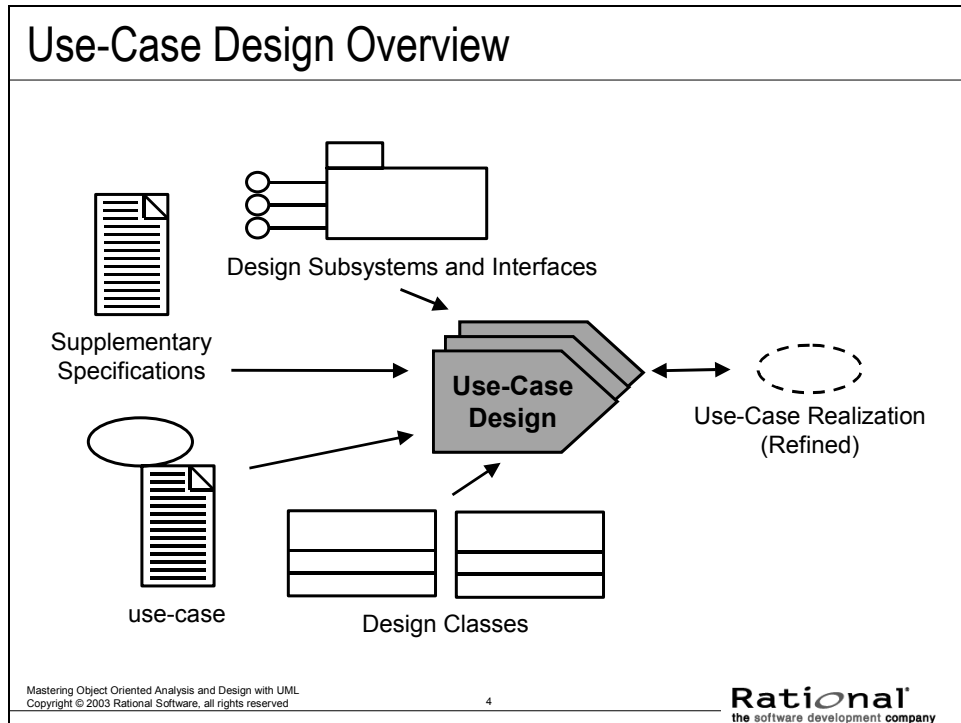 Use-Case Design Overview
Design Subsystems and Interfaces
Supplementary
Specifications
Use-Case
Design
Use-Case Realization
(Refined)
use-case
Design Classes
Mastering Object Oriented Analysis and Design with UML
Copyright © 2003 Rational Software, all rights reserved
4
Rational
the software development company